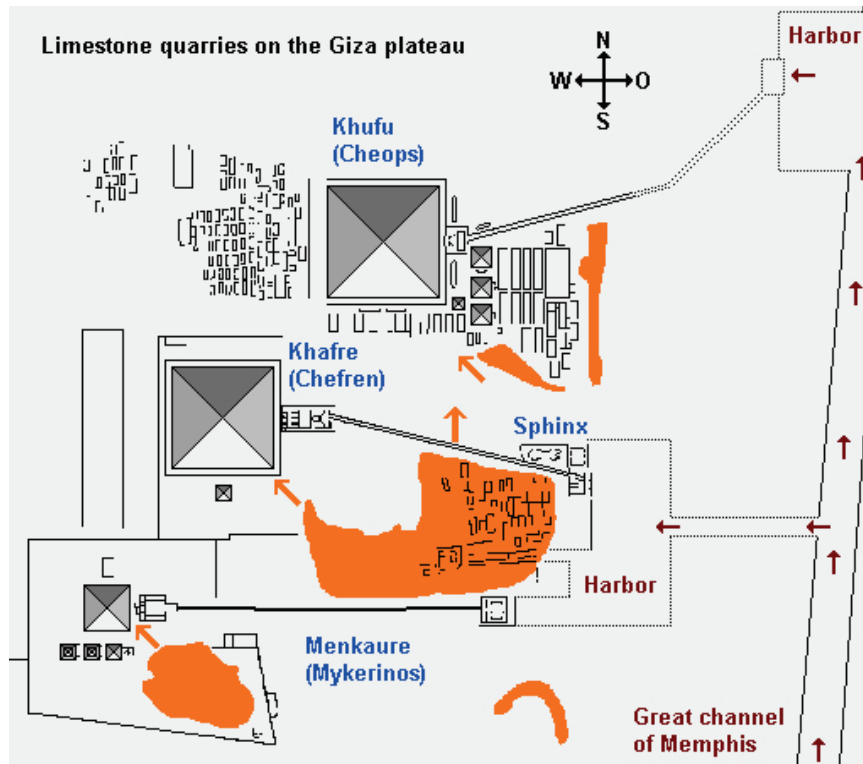 Limestone quarries on the Giza plateau
N
W O
S
Harbor
Khufu
(Cheops)
Khafre
(Chefren)
Sphinx
Harbor
Menkaure
(Mykerinos)
Great channel
of Memphis